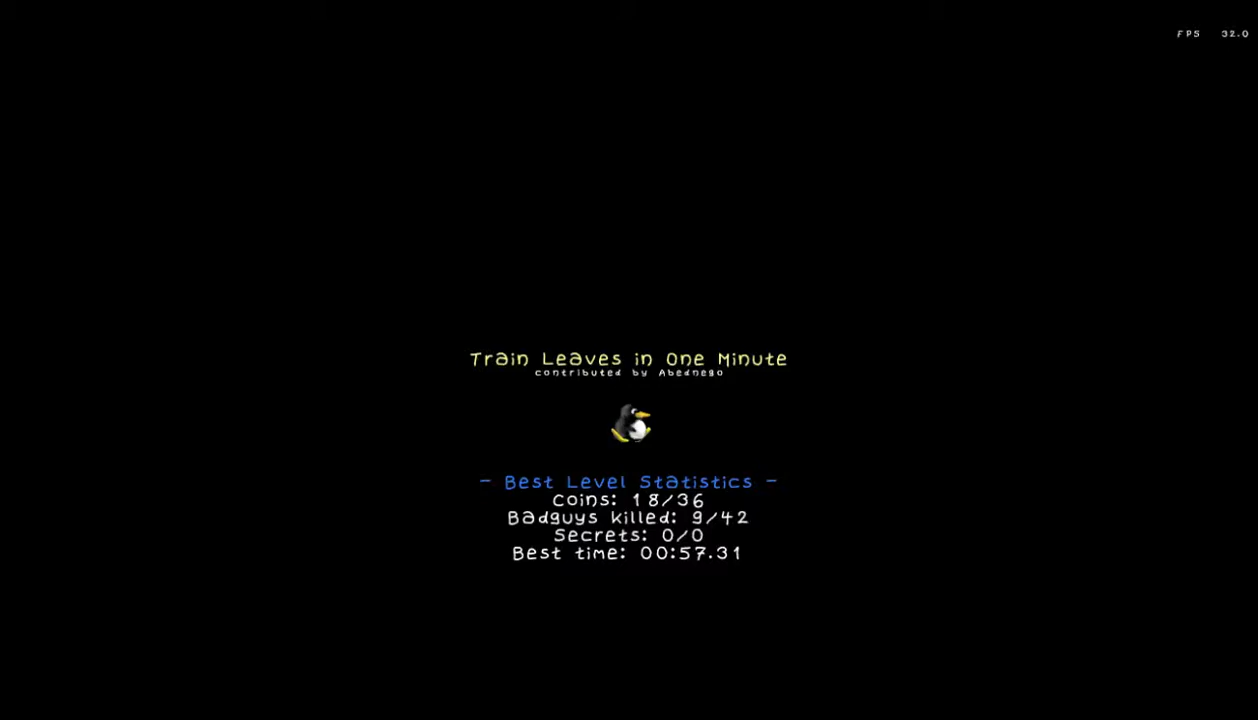 FPS 32.0
Train Leaves in One Minute
contributed by Abednego
- Best Level Statistics -
Coins: 18/36
Badguys killed: 9/42
Secrets: 0/0
Best time: 00:57.31